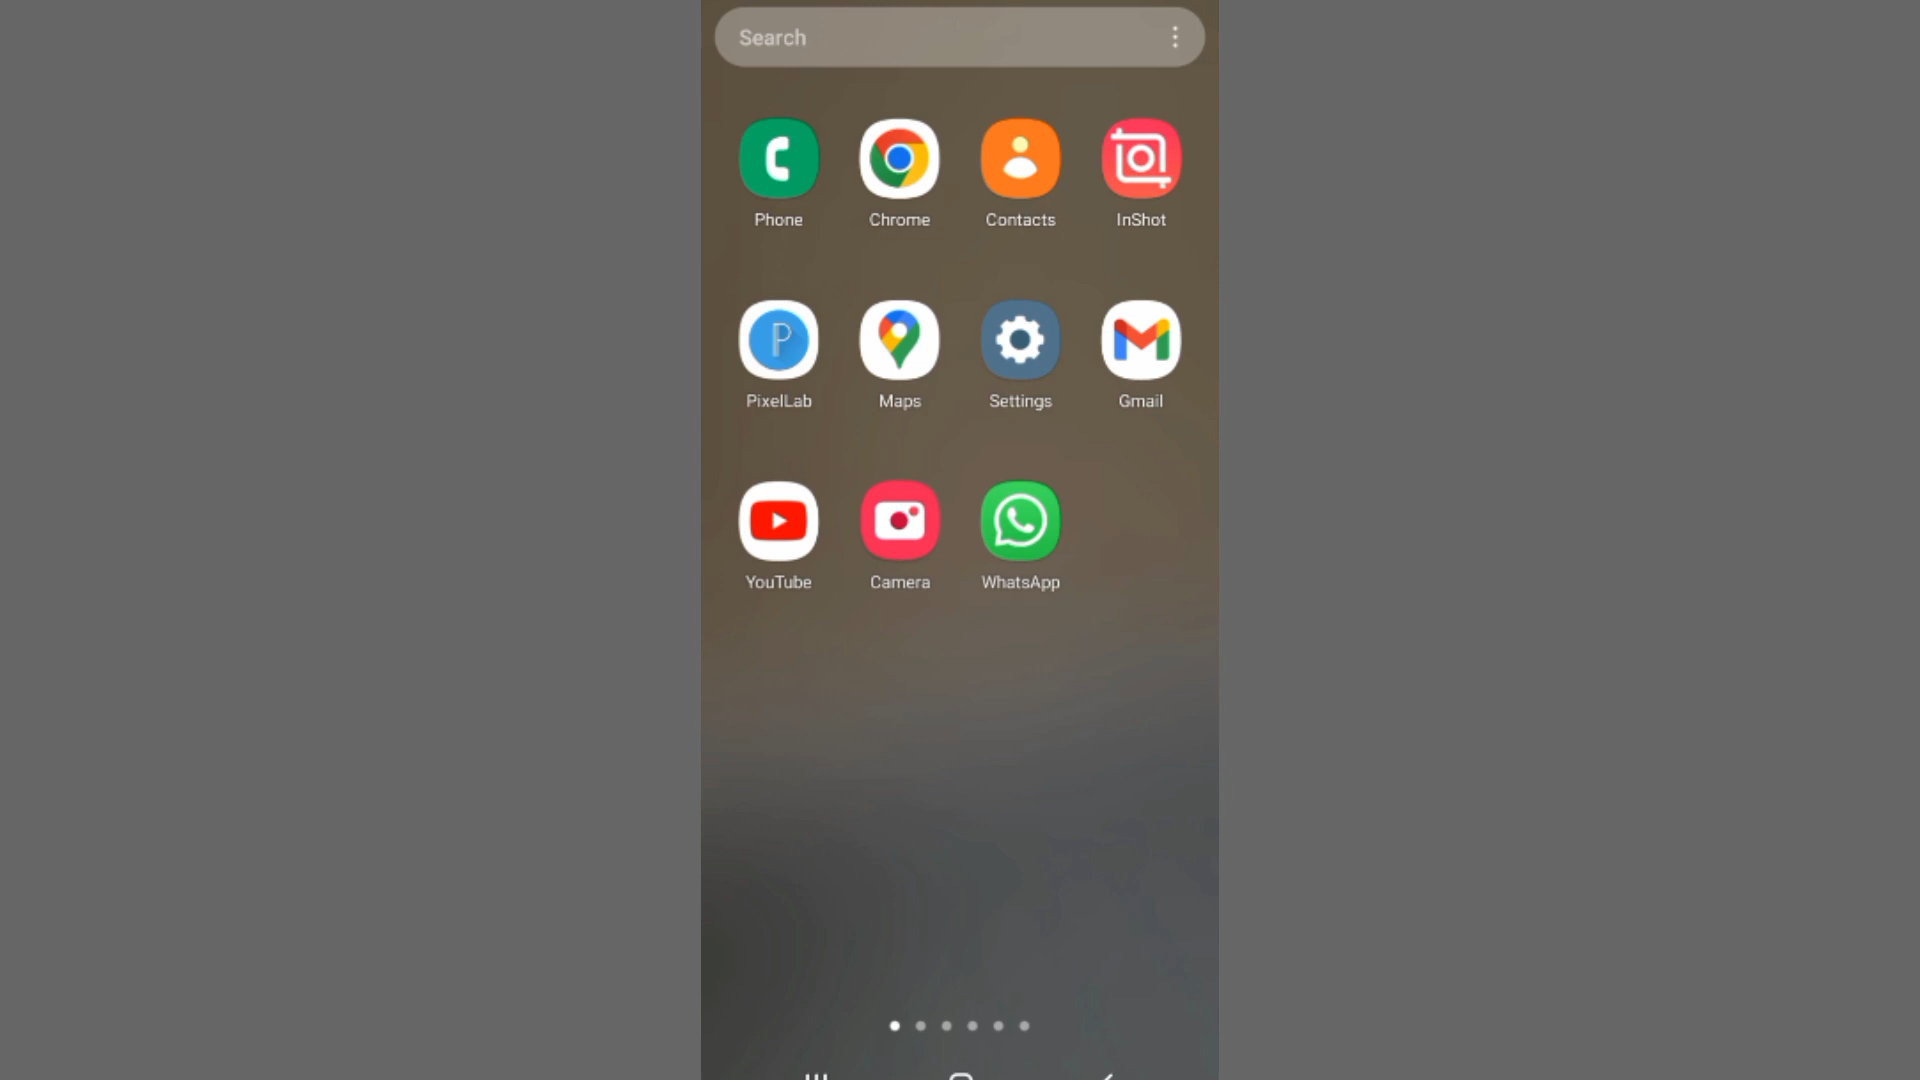 Search
Phone Chrome Contacts InShot
P
PixelLab Maps Settings Gmail
YouTube Camera WhatsApp